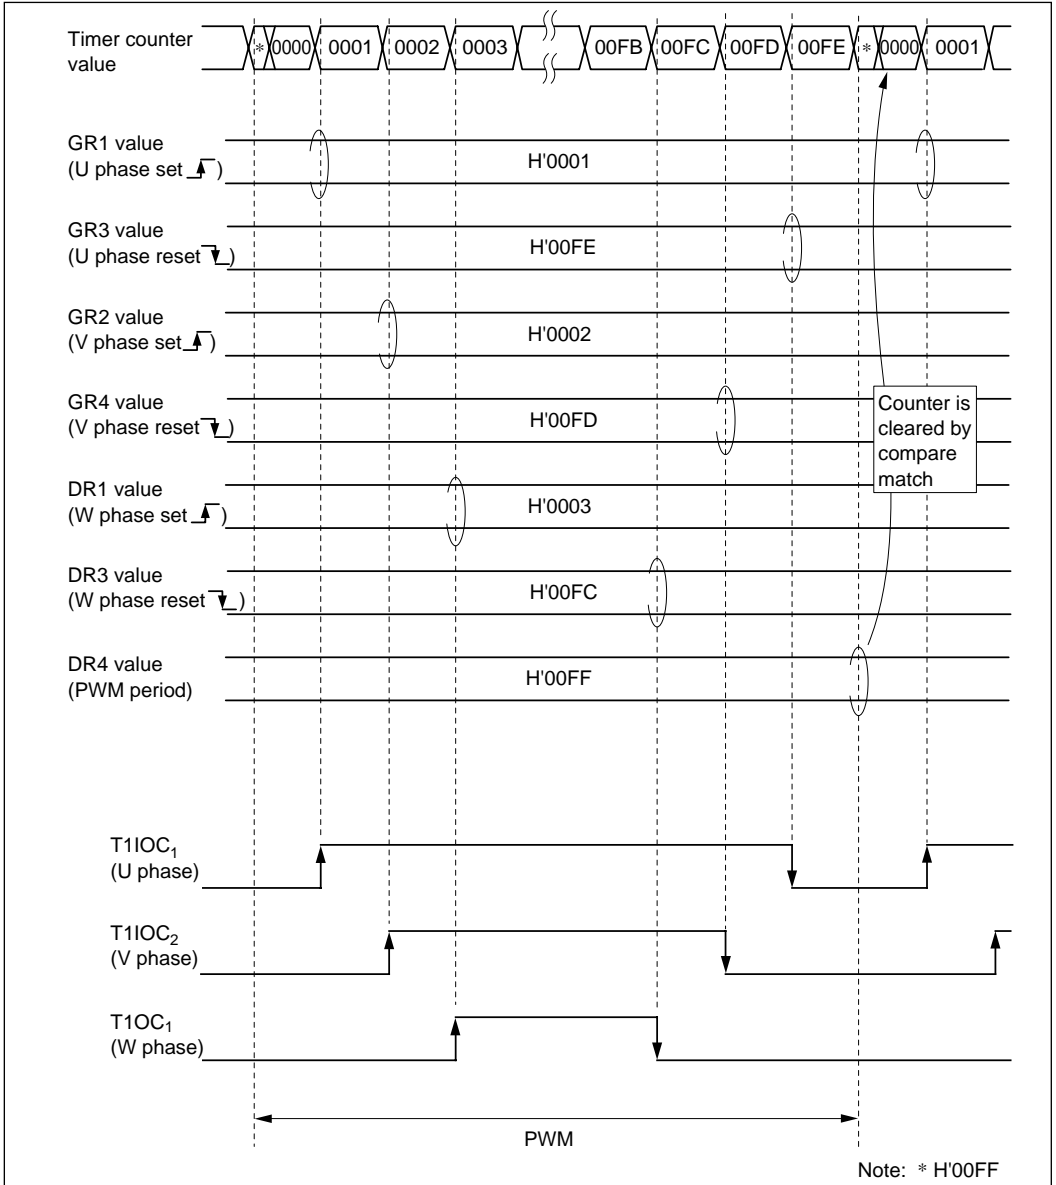 Timer counter
value
* 0000 0001 0002 0003 00FB 00FC 00FD 00FE * 0000 0001
GR1 value
(U phase set )
H'0001
GR3 value
(U phase reset )
H'00FE
GR2 value
(V phase set )
H'0002
GR4 value
(V phase reset )
H'00FD
Counter is
cleared by
compare
match
DR1 value
(W phase set )
H'0003
DR3 value
(W phase reset )
H'00FC
DR4 value
(PWM period)
H'00FF
T1IOC1
(U phase)
T1IOC2
(V phase)
T1OC1
(W phase)
PWM
Note: * H'00FF